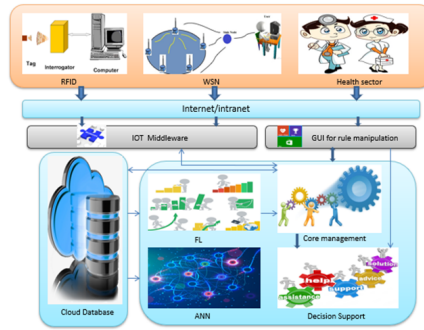 Tag
Interrogator
Computer
RFID
WSN
Health sector
Internet/intranet
IOT Middleware
GUI for rule manipulation
FL
Core management
Cloud Database
ANN
Decision Support
solution
help
advice
support
assistance